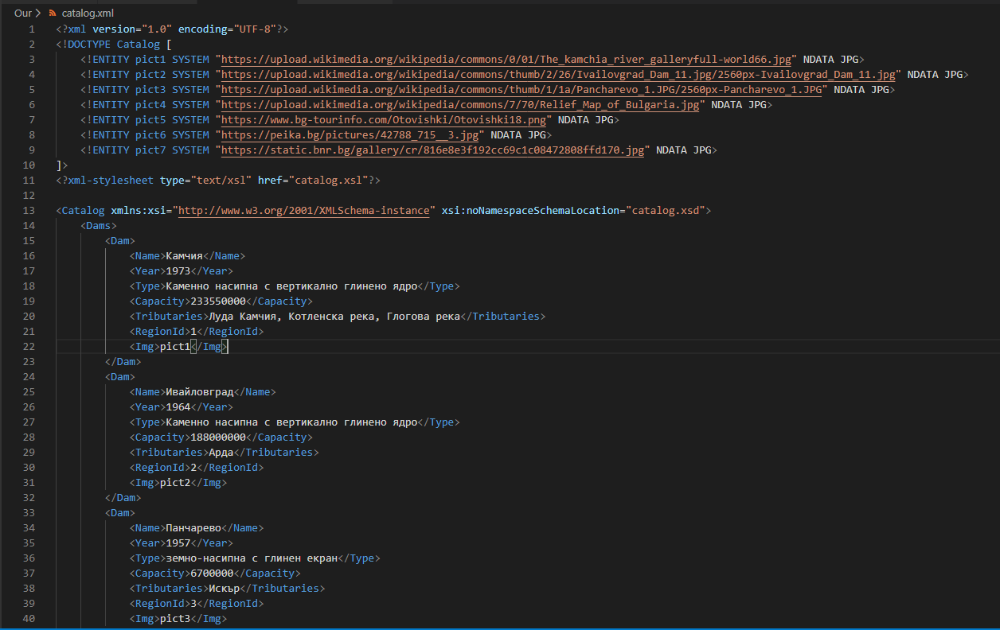 Our > catalog.xml
1 <?xml version="1.0" encoding="UTF-8"?>
2 <!DOCTYPE Catalog [
3 <!ENTITY pict1 SYSTEM "https://upload.wikimedia.org/wikipedia/commons/0/01/The_kamchia_river_galleryfull-world66.jpg" NDATA JPG>
4 <!ENTITY pict2 SYSTEM "https://upload.wikimedia.org/wikipedia/commons/thumb/2/26/Ivailovgrad_Dam_11.jpg/2560px-Ivailovgrad_Dam_11.jpg" NDATA JPG>
5 <!ENTITY pict3 SYSTEM "https://upload.wikimedia.org/wikipedia/commons/thumb/1/1a/Pancharevo_1.JPG/2560px-Pancharevo_1.JPG" NDATA JPG>
6 <!ENTITY pict4 SYSTEM "https://upload.wikimedia.org/wikipedia/commons/7/70/Relief_Map_of_Bulgaria.jpg" NDATA JPG>
7 <!ENTITY pict5 SYSTEM "https://www.bg-tourinfo.com/Otovishki/Otovishki18.png" NDATA JPG>
8 <!ENTITY pict6 SYSTEM "https://peika.bg/pictures/42788_715__3.jpg" NDATA JPG>
9 <!ENTITY pict7 SYSTEM "https://static.bnr.bg/gallery/cr/816e8e3f192cc69c1c08472808ffd170.jpg" NDATA JPG>
10 ]>
11 <?xml-stylesheet type="text/xsl" href="catalog.xsl"?>
12
13 <Catalog xmlns:xsi="http://www.w3.org/2001/XMLSchema-instance" xsi:noNamespaceSchemaLocation="catalog.xsd">
14 <Dams>
15 <Dam>
16 <Name>Камчия</Name>
17 <Year>1973</Year>
18 <Type>Каменно насипна с вертикално глинено ядро</Type>
19 <Capacity>233550000</Capacity>
20 <Tributaries>Луда Камчия, Котленска река, Глогова река</Tributaries>
21 <RegionId>1</RegionId>
22 <Img>pict1</Img>
23 </Dam>
24 <Dam>
25 <Name>Ивайловград</Name>
26 <Year>1964</Year>
27 <Type>Каменно насипна с вертикално глинено ядро</Type>
28 <Capacity>188000000</Capacity>
29 <Tributaries>Арда</Tributaries>
30 <RegionId>2</RegionId>
31 <Img>pict2</Img>
32 </Dam>
33 <Dam>
34 <Name>Панчарево</Name>
35 <Year>1957</Year>
36 <Type>земно-насипна с глинен екран</Type>
37 <Capacity>6700000</Capacity>
38 <Tributaries>Искър</Tributaries>
39 <RegionId>3</RegionId>
40 <Img>pict3</Img>